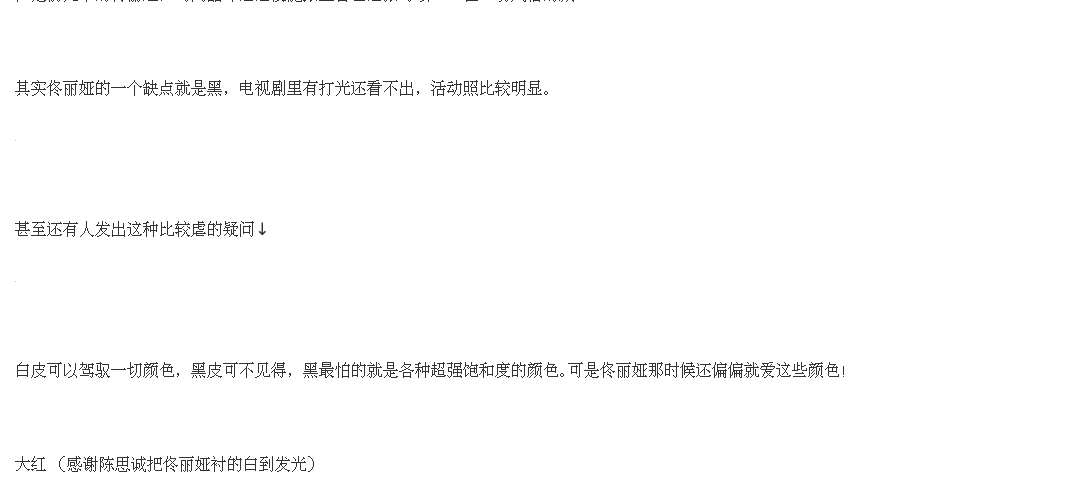 其实佟丽娅的一个缺点就是黑，电视剧里有打光还看不出，活动照比较明显。
甚至还有人发出这种比较虐的疑问↓
白皮可以驾驭一切颜色，黑皮可不见得，黑最怕的就是各种超强饱和度的颜色。可是佟丽娅那时候还偏偏就爱这些颜色！
大红 （感谢陈思诚把佟丽娅衬的白到发光）